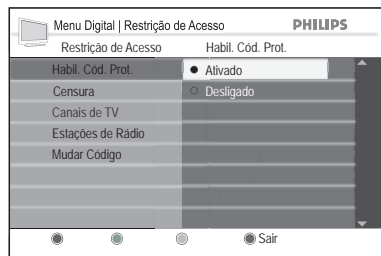 Menu Digital | Restrição de Acesso PHILIPS
Restrição de Acesso Habil. Cód. Prot.
Habil. Cód. Prot. Ativado
Censura Desligado
Canais de TV
Estações de Rádio
Mudar Código
Sair